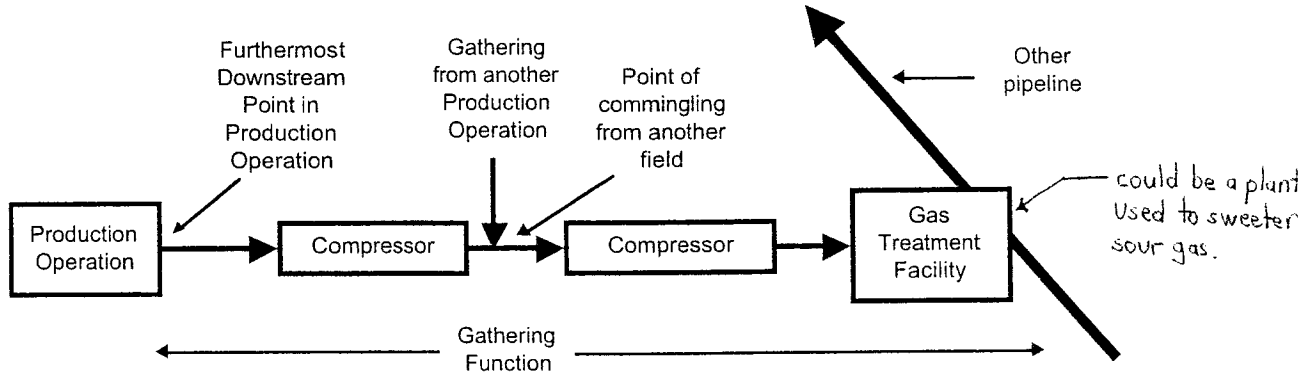 Furthermost
Downstream
Point in
Production
Operation
Gathering
from another
Production
Operation
Point of
commingling
from another
field
Other
pipeline
Production
Operation
Compressor
Compressor
Gas
Treatment
Facility
could be a plant
Used to sweeter
sour gas.
Gathering
Function